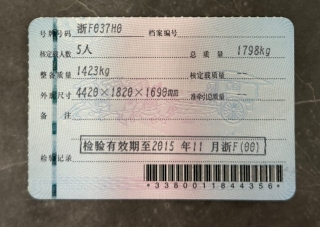 号牌号码 浙F037H0 档案编号
核定载人数 5人 总质量 1798kg
整备质量 1423kg 核定载质量 --
外廓尺寸 4420×1820×1690mm 准牵引总质量 --
备注
检验有效期至2015年11月浙F(00)
检验记录
*3380011844356*